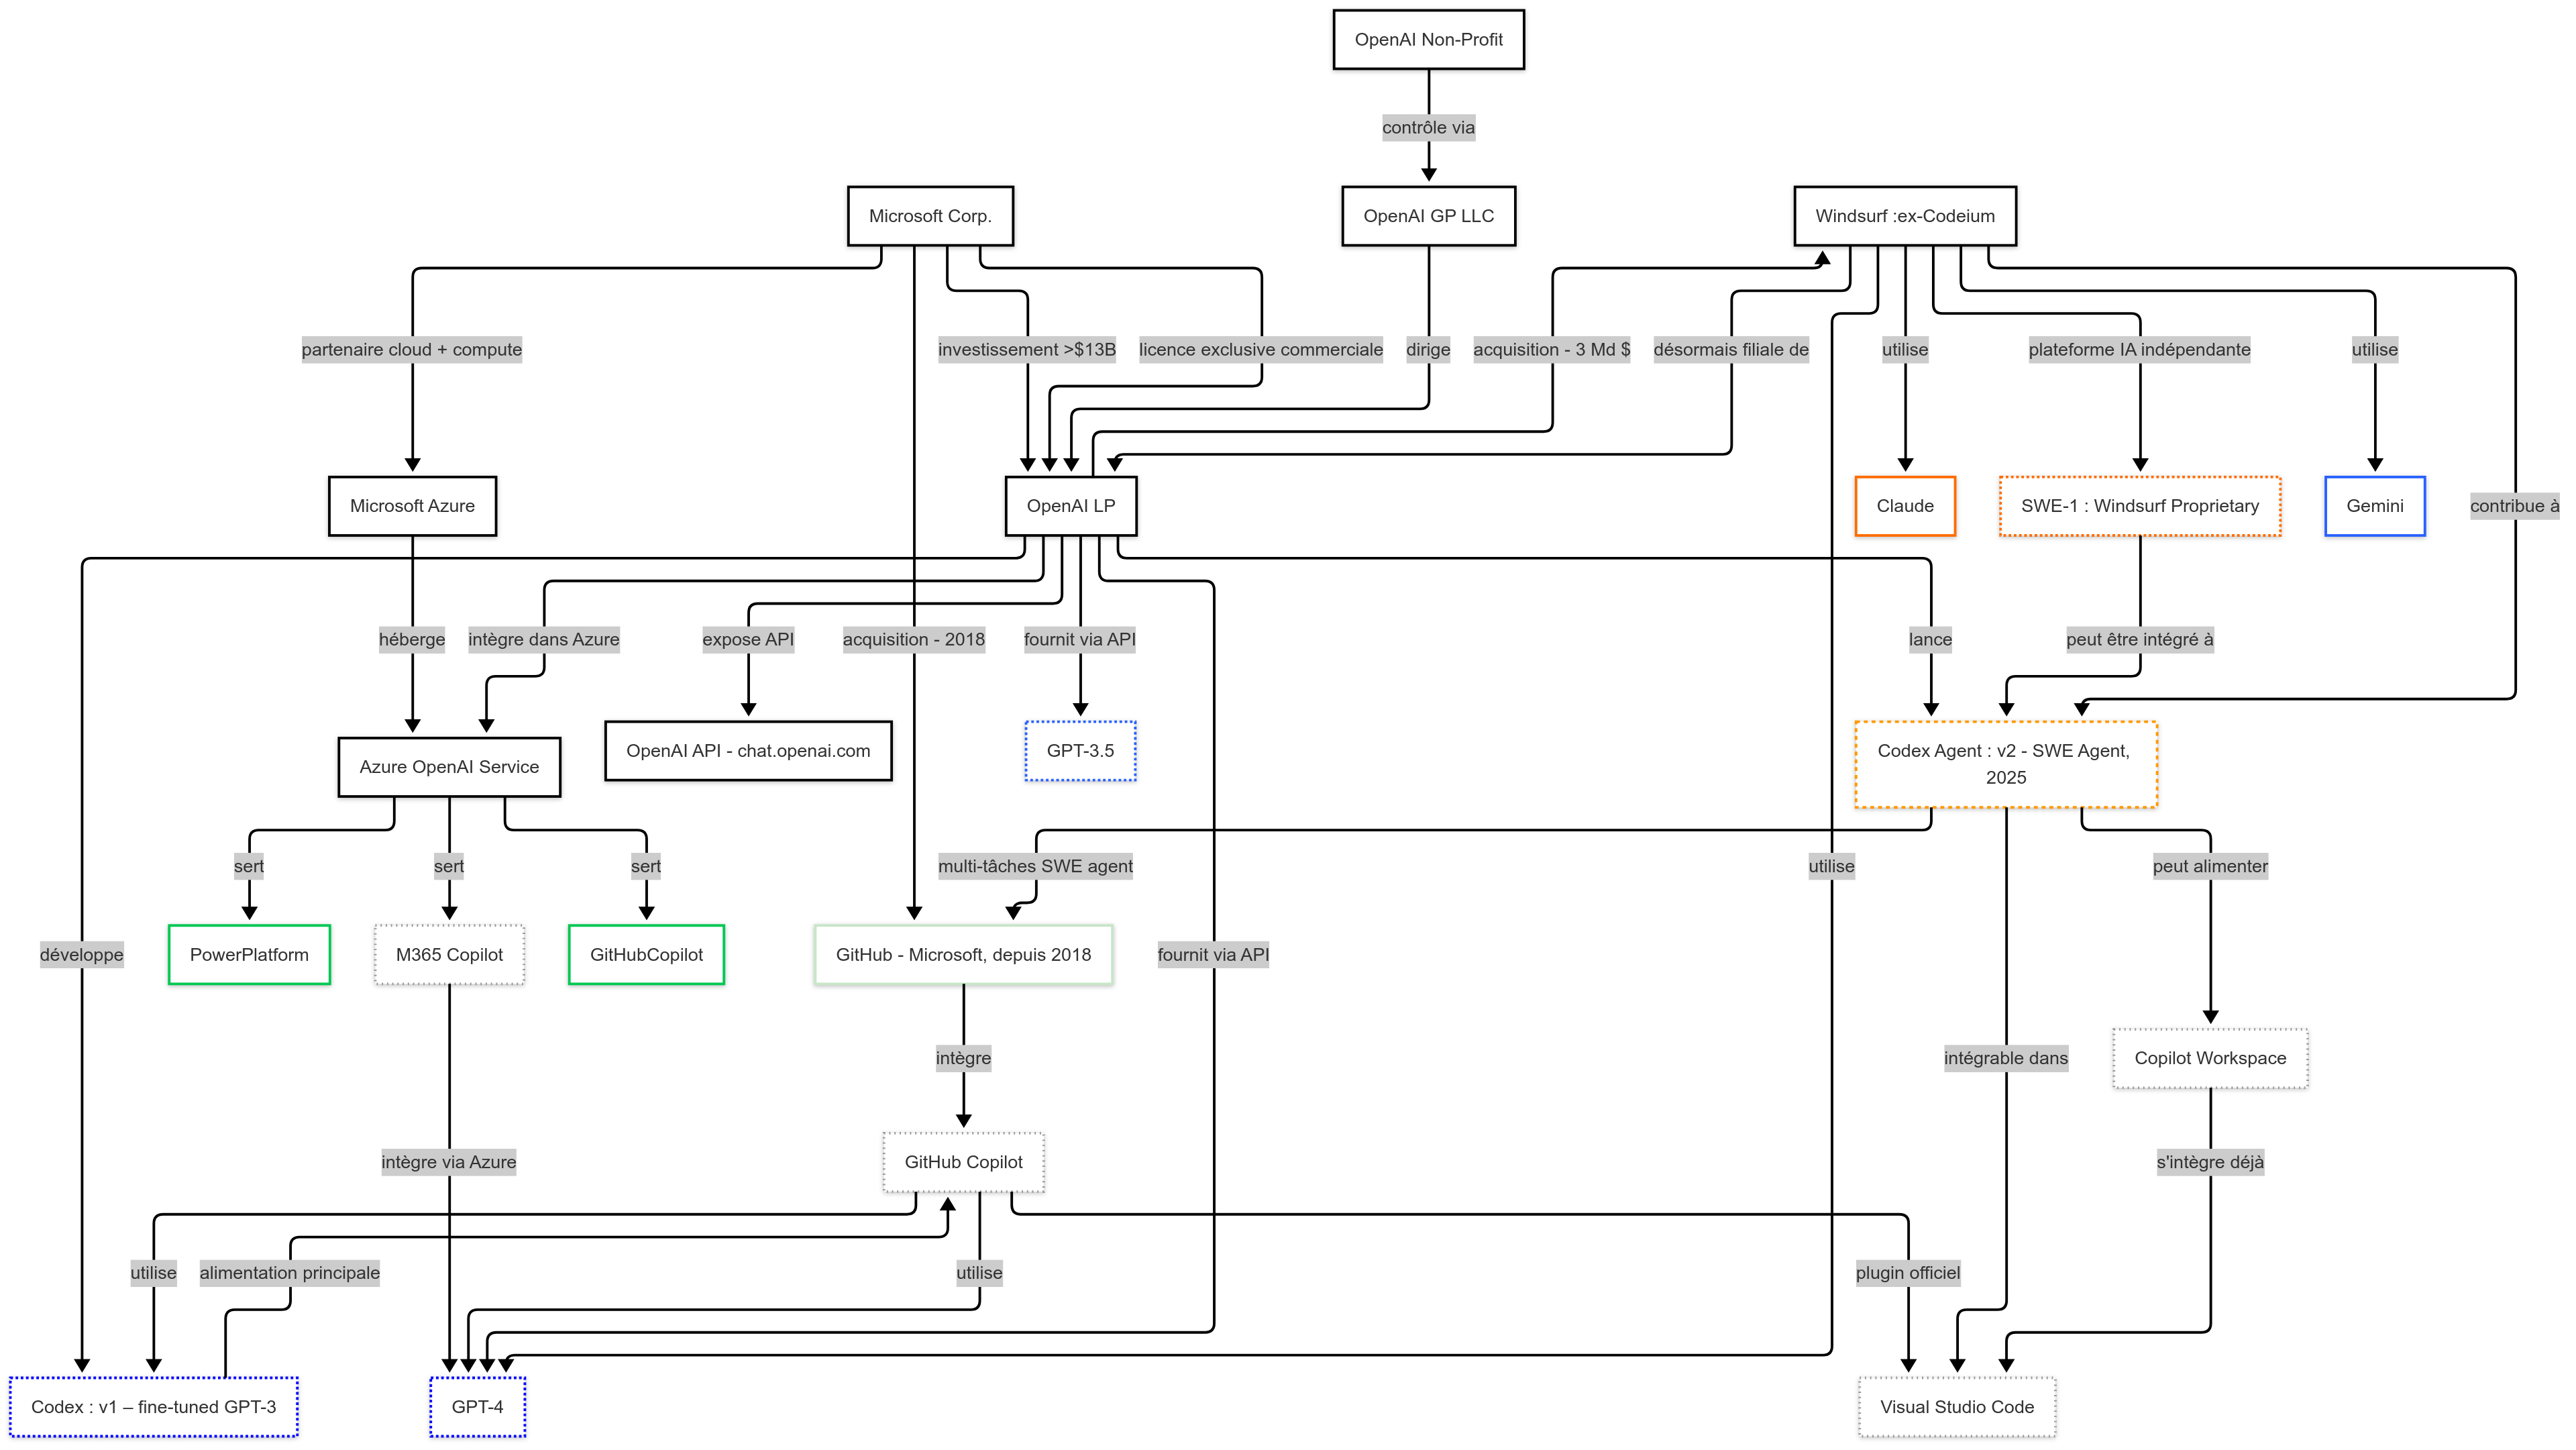 OpenAI Non-Profit
contrôle via
Microsoft Corp.
OpenAI GP LLC
Windsurf :ex-Codeium
partenaire cloud + compute
investissement >$13B
licence exclusive commerciale
dirige
acquisition - 3 Md $
désormais filiale de
utilise
plateforme IA indépendante
utilise
Microsoft Azure
OpenAI LP
Claude
SWE-1 : Windsurf Proprietary
Gemini
contribue à
héberge
intègre dans Azure
expose API
acquisition - 2018
fournit via API
lance
peut être intégré à
Azure OpenAI Service
OpenAI API - chat.openai.com
GPT-3.5
Codex Agent : v2 - SWE Agent,
2025
sert
sert
sert
multi-tâches SWE agent
utilise
peut alimenter
développe
PowerPlatform
M365 Copilot
GitHubCopilot
GitHub - Microsoft, depuis 2018
fournit via API
intègre
intégrable dans
Copilot Workspace
intègre via Azure
GitHub Copilot
s'intègre déjà
utilise
alimentation principale
utilise
plugin officiel
Codex : v1 – fine-tuned GPT-3
GPT-4
Visual Studio Code